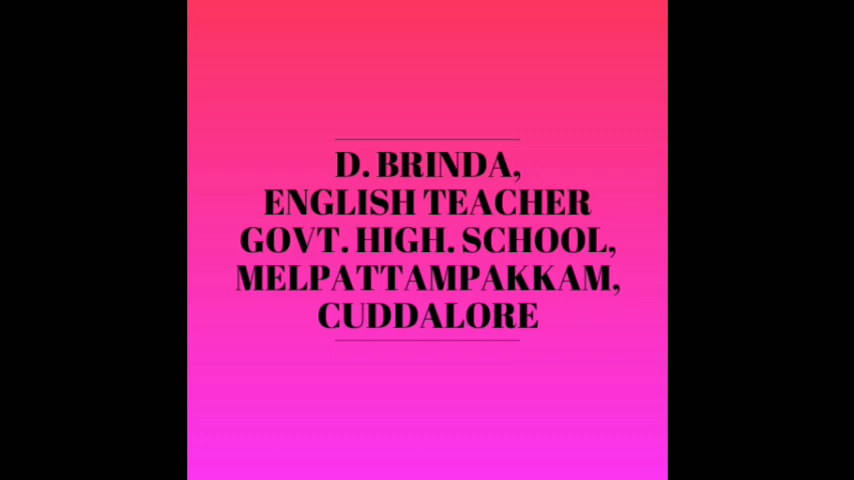 D. BRINDA,
ENGLISH TEACHER
GOVT. HIGH. SCHOOL,
MELPATTAMPAKKAM,
CUDDALORE